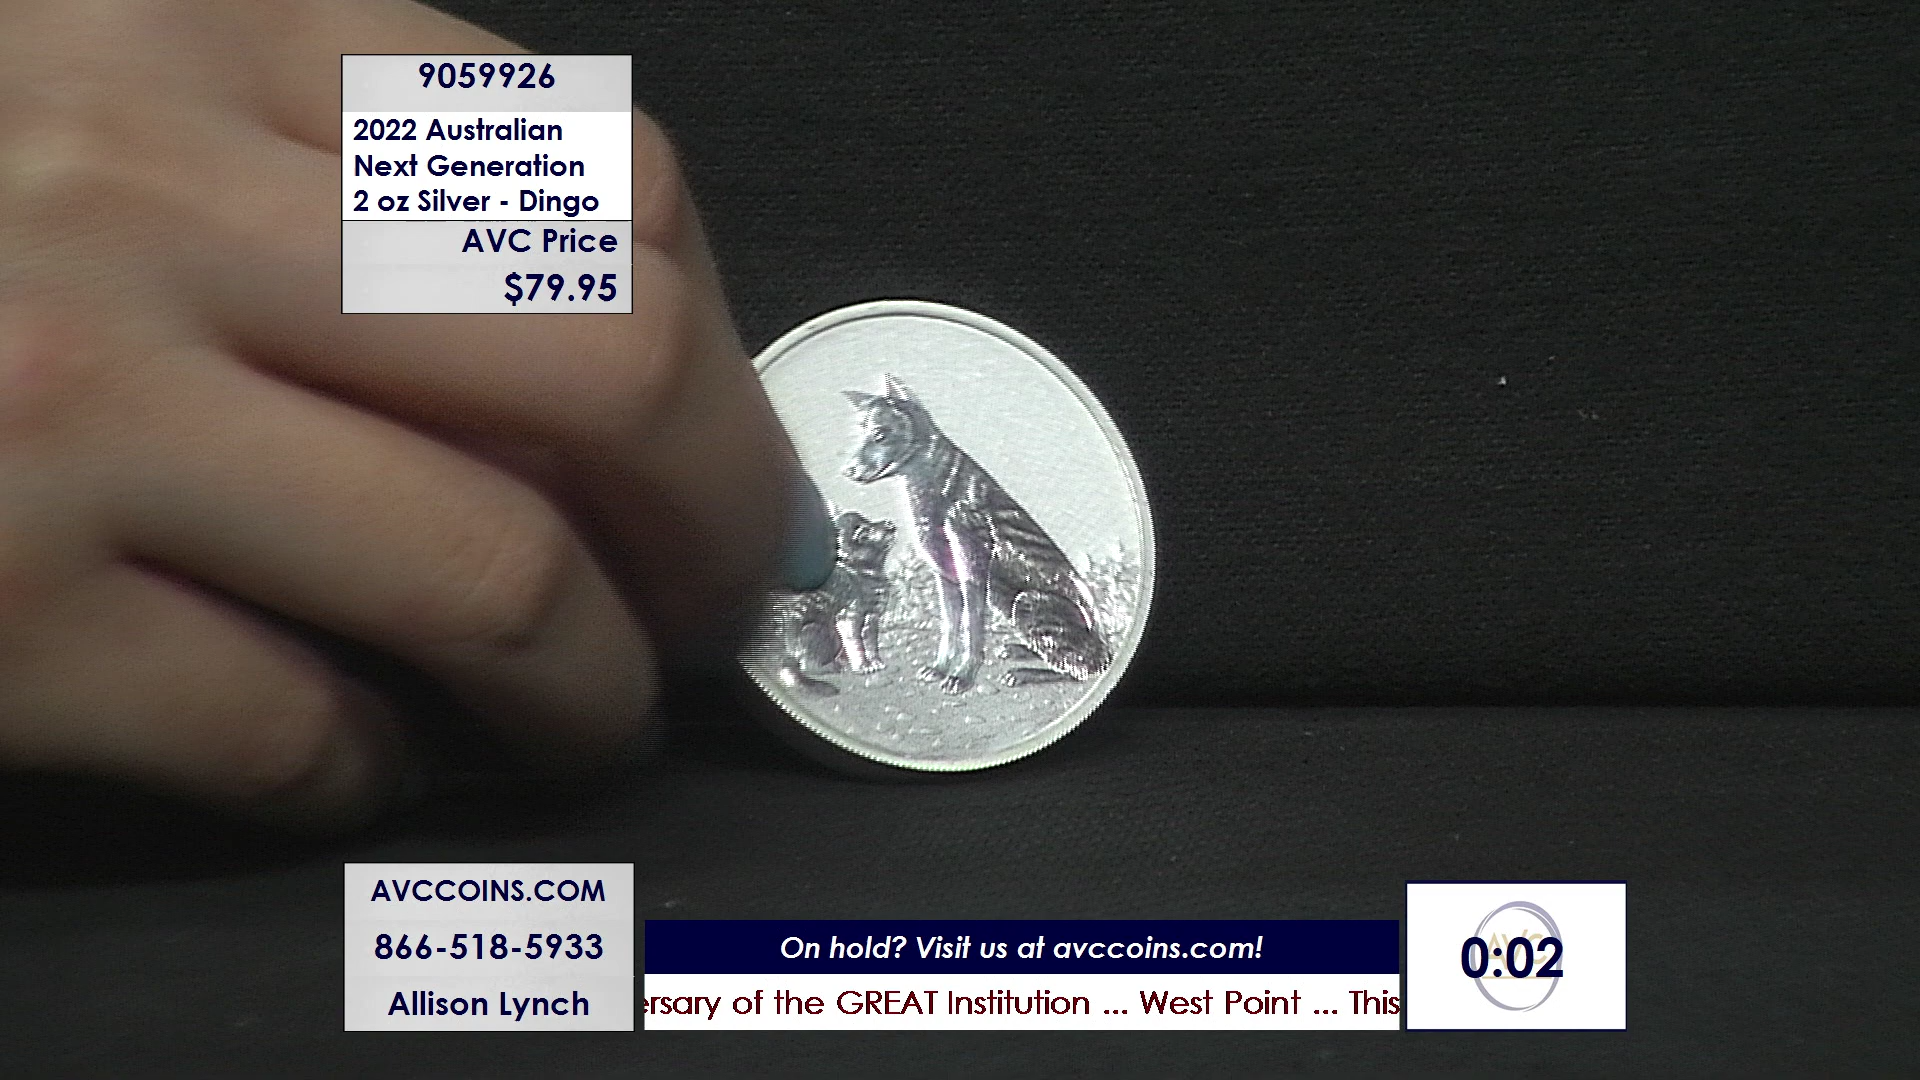 9059926
2022 Australian
Next Generation
2 oz Silver - Dingo
AVC Price
$79.95
AVCCOINS.COM
866-518-5933
Allison Lynch
On hold? Visit us at avccoins.com!
ersary of the GREAT Institution ... West Point ... This
0:02